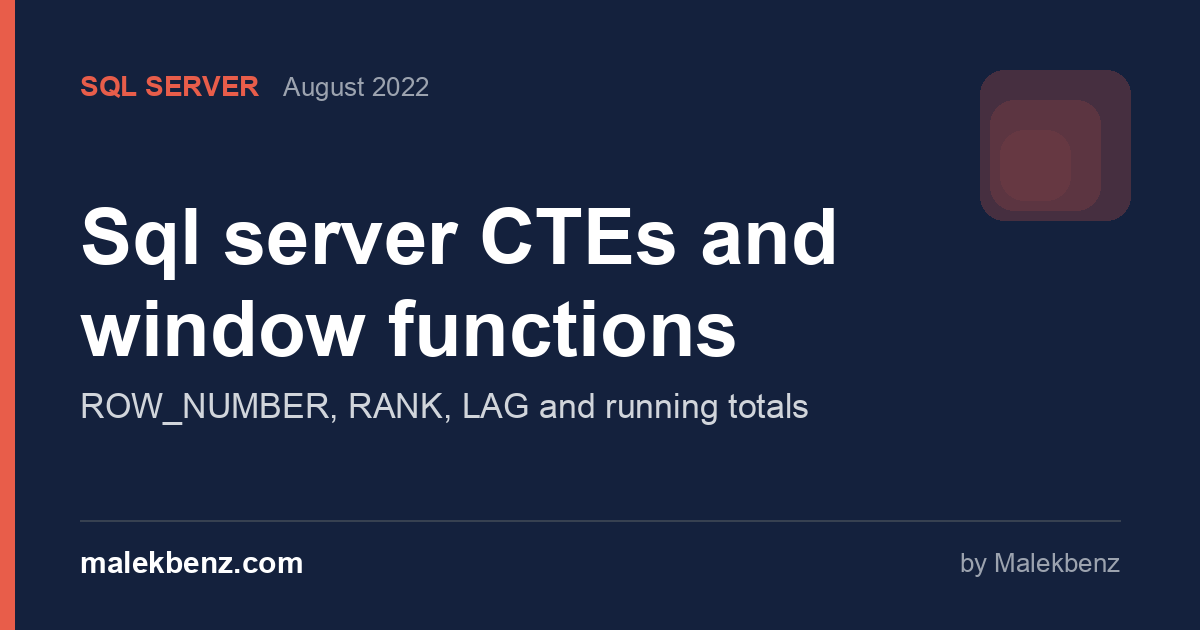 SQL SERVER August 2022
Sql server CTEs and
window functions
ROW_NUMBER, RANK, LAG and running totals
malekbenz.com
by Malekbenz